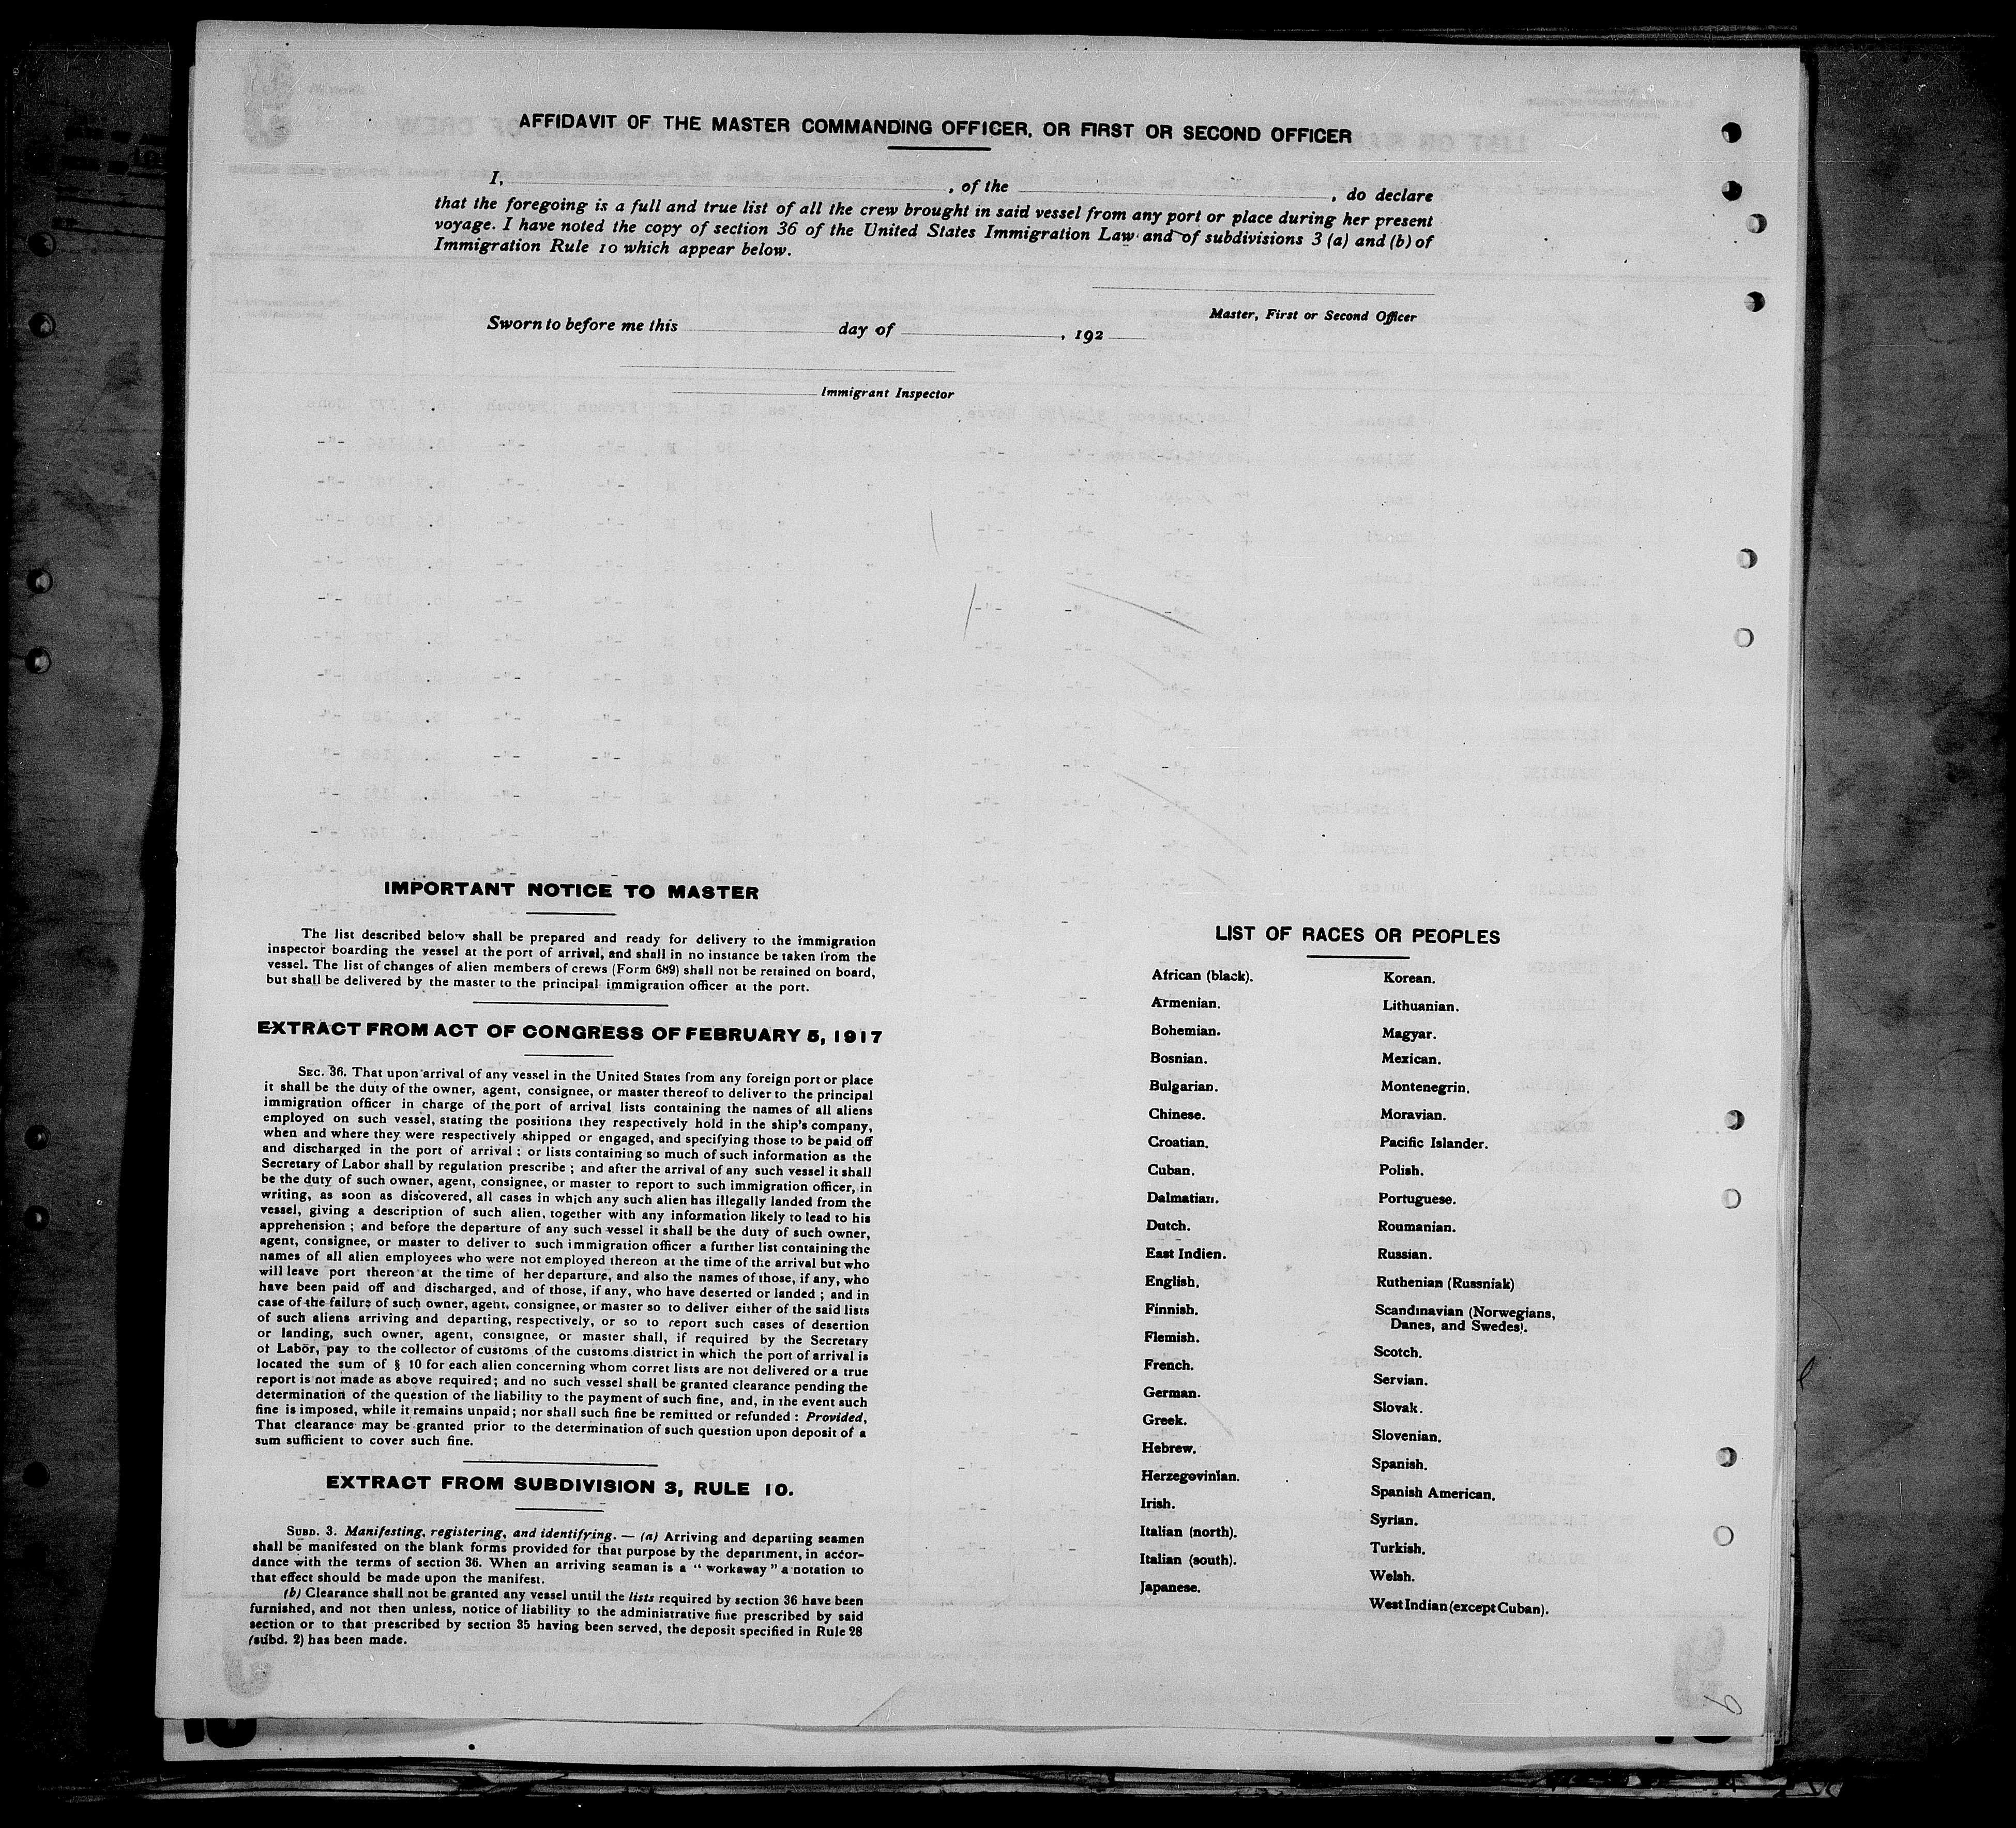 AFFIDAVIT OF THE MASTER COMMANDING OFFICER, OR FIRST OR SECOND OFFICER
I, , of the , do declare
that the foregoing is a full and true list of all the crew brought in said vessel from any port or place during her present
voyage. I have noted the copy of section 36 of the United States Immigration Law and of subdivisions 3 (a) and (b) of
Immigration Rule 10 which appear below.
Master, First or Second Officer
Sworn to before me this day of , 192
Immigrant Inspector
IMPORTANT NOTICE TO MASTER
The list described below shall be prepared and ready for delivery to the immigration
inspector boarding the vessel at the port of arrival, and shall in no instance be taken from the
vessel. The list of changes of alien members of crews (Form 689) shall not be retained on board,
but shall be delivered by the master to the principal immigration officer at the port.
EXTRACT FROM ACT OF CONGRESS OF FEBRUARY 5, 1917
SEC. 36. That upon arrival of any vessel in the United States from any foreign port or place
it shall be the duty of the owner, agent, consignee, or master thereof to deliver to the principal
immigration officer in charge of the port of arrival lists containing the names of all aliens
employed on such vessel, stating the positions they respectively hold in the ship's company,
when and where they were respectively shipped or engaged, and specifying those to be paid off
and discharged in the port of arrival ; or lists containing so much of such information as the
Secretary of Labor shall by regulation prescribe ; and after the arrival of any such vessel it shall
be the duty of such owner, agent, consignee, or master to report to such immigration officer, in
writing, as soon as discovered, all cases in which any such alien has illegally landed from the
vessel, giving a description of such alien, together with any information likely to lead to his
apprehension ; and before the departure of any such vessel it shall be the duty of such owner,
agent, consignee, or master to deliver to such immigration officer a further list containing the
names of all alien employees who were not employed thereon at the time of the arrival but who
will leave port thereon at the time of her departure, and also the names of those, if any, who
have been paid off and discharged, and of those, if any, who have deserted or landed ; and in
case of the failure of such owner, agent, consignee, or master so to deliver either of the said lists
of such aliens arriving and departing, respectively, or so to report such cases of desertion
or landing, such owner, agent, consignee, or master shall, if required by the Secretary
of Labor, pay to the collector of customs of the customs district in which the port of arrival is
located the sum of § 10 for each alien concerning whom corret lists are not delivered or a true
report is not made as above required; and no such vessel shall be granted clearance pending the
determination of the question of the liability to the payment of such fine, and, in the event such
fine is imposed, while it remains unpaid; nor shall such fine be remitted or refunded : Provided,
That clearance may be granted prior to the determination of such question upon deposit of a
sum sufficient to cover such fine.
EXTRACT FROM SUBDIVISION 3, RULE 10.
SUBD. 3. Manifesting, registering, and identifying. — (a) Arriving and departing seamen
shall be manifested on the blank forms provided for that purpose by the department, in accor-
dance with the terms of section 36. When an arriving seaman is a " workaway " a notation to
that effect should be made upon the manifest.
(b) Clearance shall not be granted any vessel until the lists required by section 36 have been
furnished, and not then unless, notice of liability to the administrative fine prescribed by said
section or to that prescribed by section 35 having been served, the deposit specified in Rule 28
(subd. 2) has been made.
LIST OF RACES OR PEOPLES
African (black).
Armenian.
Bohemian.
Bosnian.
Bulgarian.
Chinese.
Croatian.
Cuban.
Dalmatian.
Dutch.
East Indien.
English.
Finnish.
Flemish.
French.
German.
Greek.
Hebrew.
Herzegovinian.
Irish.
Italian (north).
Italian (south).
Japanese.
Korean.
Lithuanian.
Magyar.
Mexican.
Montenegrin.
Moravian.
Pacific Islander.
Polish.
Portuguese.
Roumanian.
Russian.
Ruthenian (Russniak)
Scandinavian (Norwegians,
Danes, and Swedes).
Scotch.
Servian.
Slovak.
Slovenian.
Spanish.
Spanish American.
Syrian.
Turkish.
Welsh.
West Indian (except Cuban).